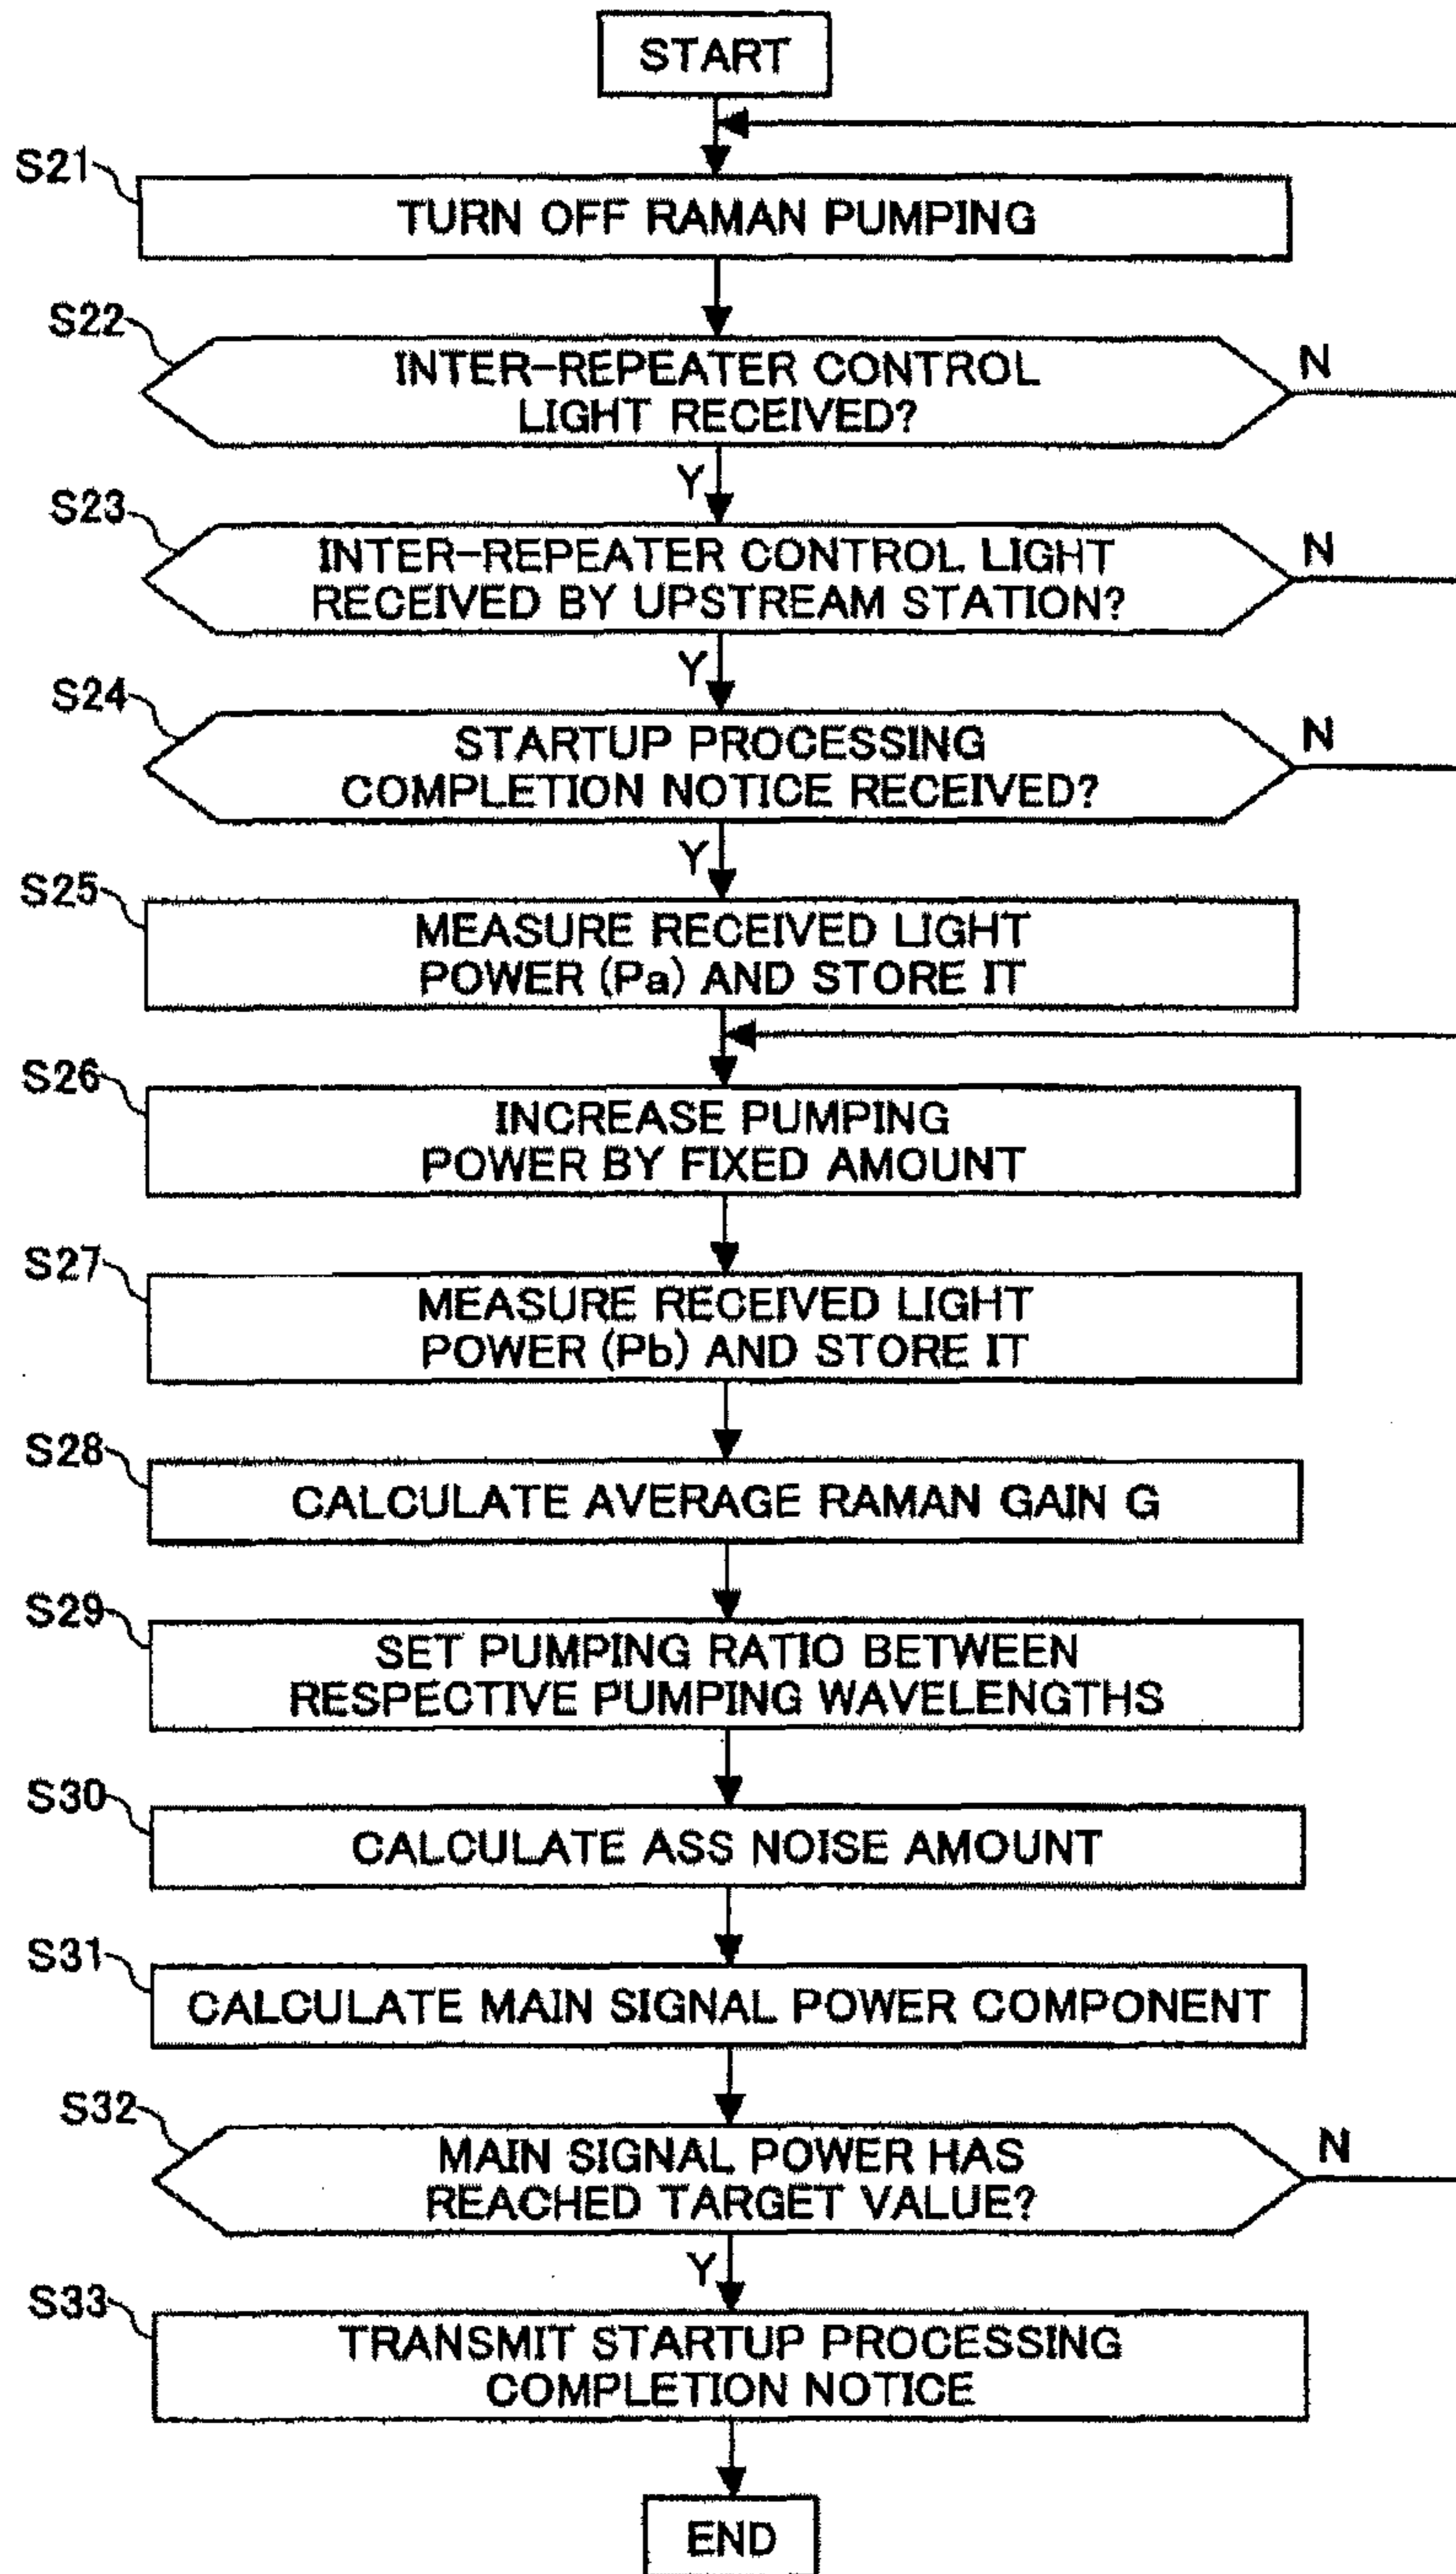 START
S21
TURN OFF RAMAN PUMPING
S22
INTER-REPEATER CONTROL
LIGHT RECEIVED?
N
Y
S23
INTER-REPEATER CONTROL LIGHT
RECEIVED BY UPSTREAM STATION?
N
Y
S24
STARTUP PROCESSING
COMPLETION NOTICE RECEIVED?
N
Y
S25
MEASURE RECEIVED LIGHT
POWER (Pa) AND STORE IT
S26
INCREASE PUMPING
POWER BY FIXED AMOUNT
S27
MEASURE RECEIVED LIGHT
POWER (Pb) AND STORE IT
S28
CALCULATE AVERAGE RAMAN GAIN G
S29
SET PUMPING RATIO BETWEEN
RESPECTIVE PUMPING WAVELENGTHS
S30
CALCULATE ASS NOISE AMOUNT
S31
CALCULATE MAIN SIGNAL POWER COMPONENT
S32
MAIN SIGNAL POWER HAS
REACHED TARGET VALUE?
N
Y
S33
TRANSMIT STARTUP PROCESSING
COMPLETION NOTICE
END